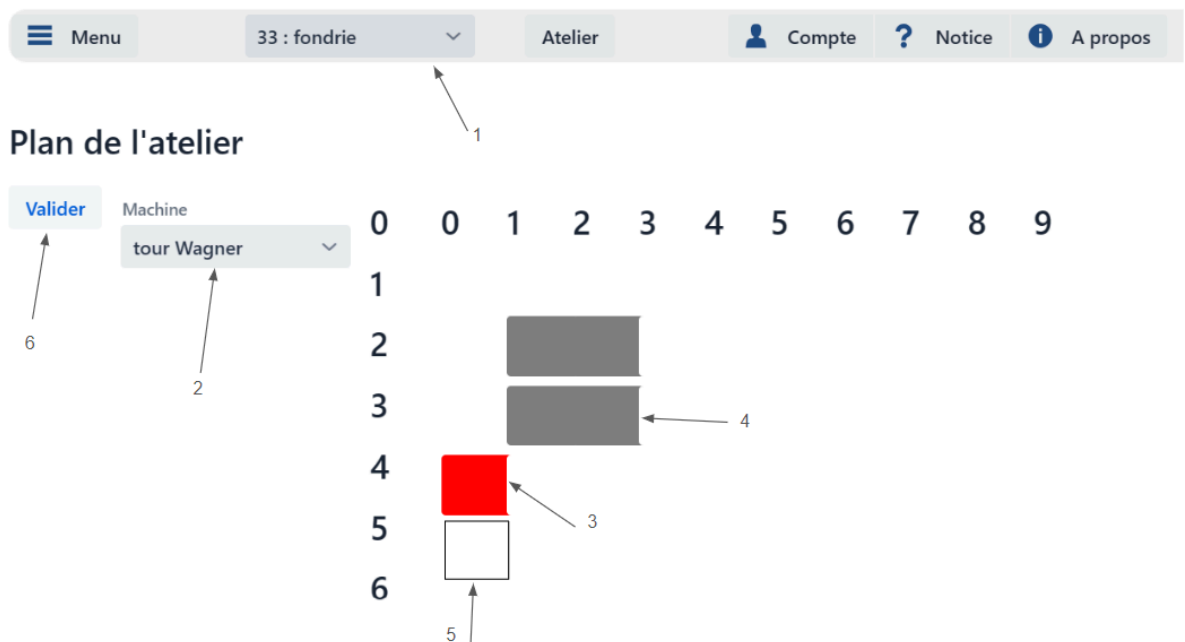 Menu 33 : fondrie Atelier Compte ? Notice A propos
1
Plan de l'atelier
Valider Machine
tour Wagner
0 0 1 2 3 4 5 6 7 8 9
1
2
6
2
3
4
4
3
5
6
5